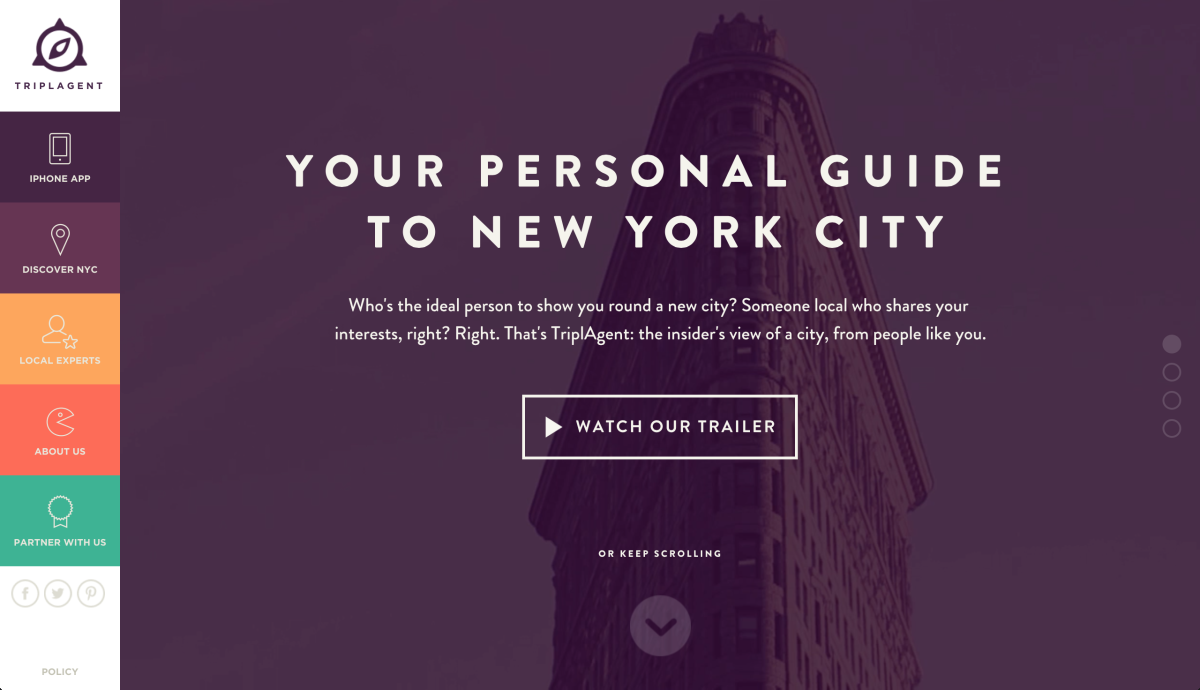 TRIPLAGENT
IPHONE APP
DISCOVER NYC
LOCAL EXPERTS
ABOUT US
PARTNER WITH US
POLICY
YOUR PERSONAL GUIDE
TO NEW YORK CITY
Who's the ideal person to show you round a new city? Someone local who shares your
interests, right? Right. That's TriplAgent: the insider's view of a city, from people like you.
WATCH OUR TRAILER
OR KEEP SCROLLING